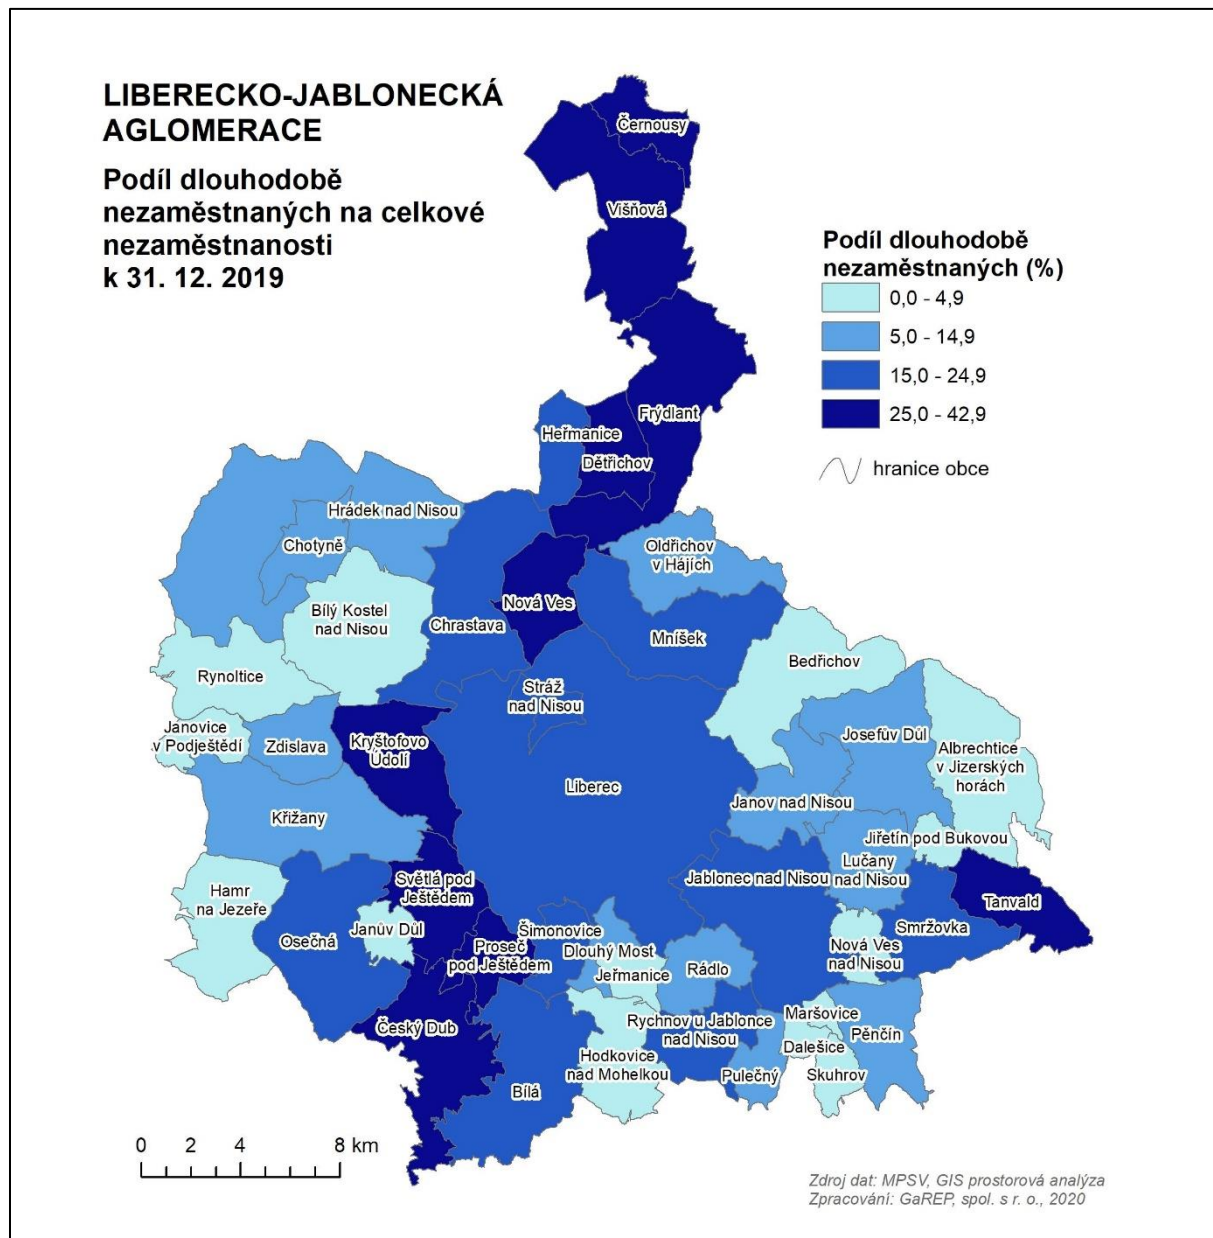 LIBERECKO-JABLONECKÁ
AGLOMERACE
Podíl dlouhodobě
nezaměstnaných na celkové
nezaměstnanosti
k 31. 12. 2019
Podíl dlouhodobě
nezaměstnaných (%)
0,0 - 4,9
5,0 - 14,9
15,0 - 24,9
25,0 - 42,9
hranice obce
Černousy
Višňová
Frýdlant
Heřmanice
Dětřichov
Hrádek nad Nisou
Chotyně
Oldřichov
v Hájích
Bílý Kostel
nad Nisou
Nová Ves
Chrastava
Mníšek
Rynoltice
Bedřichov
Stráž
nad Nisou
Janovice
v Podještědí
Zdislava
Kryštofovo
Údolí
Josefův Důl
Albrechtice
v Jizerských
horách
Liberec
Janov nad Nisou
Křižany
Jiřetín pod Bukovou
Lučany
nad Nisou
Jablonec nad Nisou
Světlá pod
Ještědem
Hamr
na Jezeře
Tanvald
Janův Důl
Osečná
Šimonovice
Smržovka
Proseč
pod Ještědem
Dlouhý Most
Nová Ves
nad Nisou
Jeřmanice
Rádlo
Maršovice
Český Dub
Rychnov u Jablonce
nad Nisou
Pěnčín
Dalešice
Hodkovice
nad Mohelkou
Pulečný
Skuhrov
Bílá
0 2 4 8 km
Zdroj dat: MPSV, GIS prostorová analýza
Zpracování: GaREP, spol. s r. o., 2020